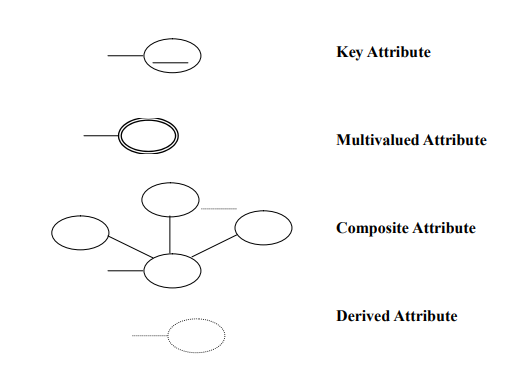 Key Attribute
Multivalued Attribute
Composite Attribute
Derived Attribute